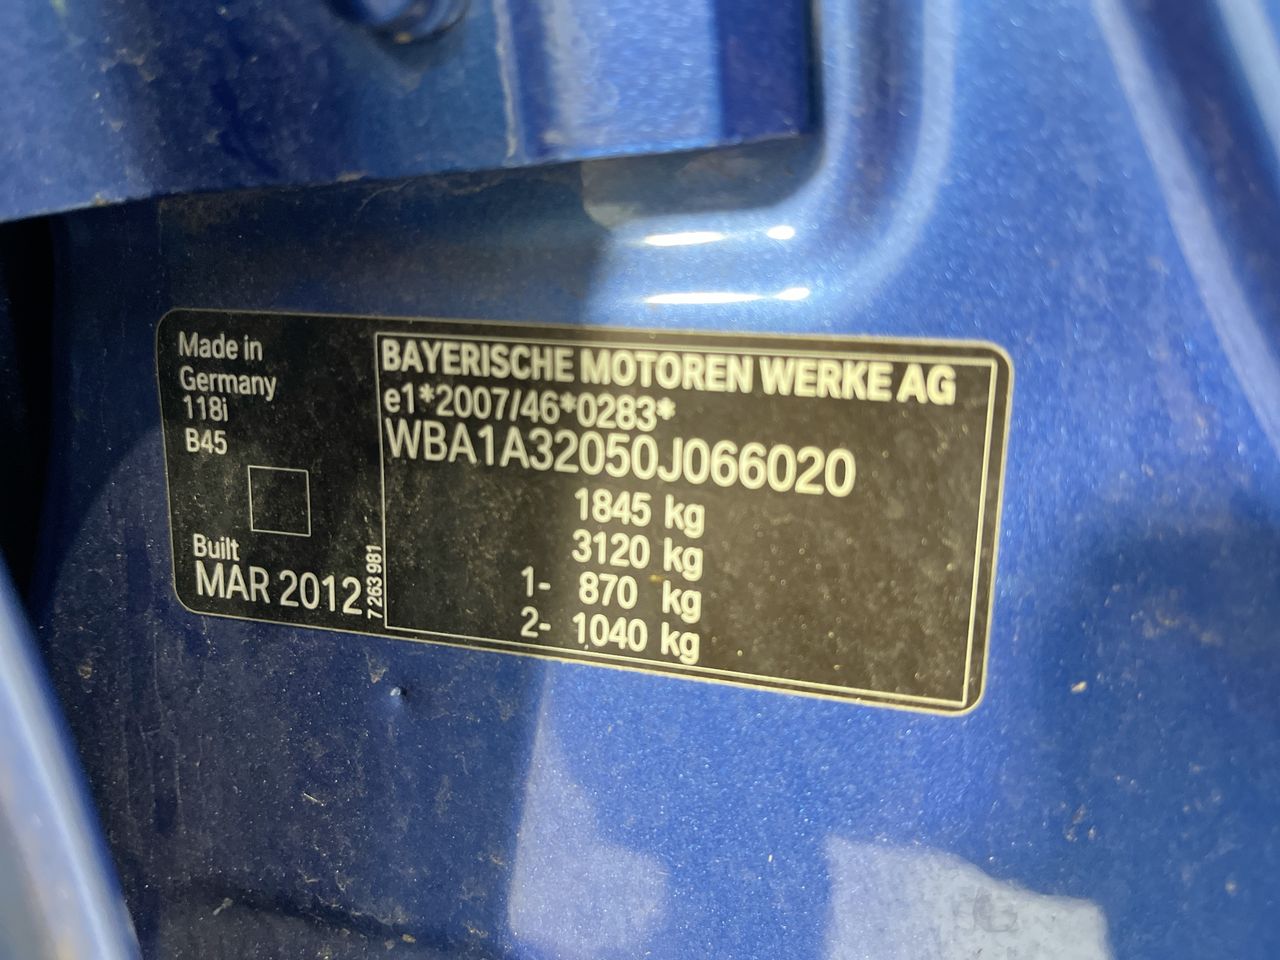 Made in
Germany
118i
B45
Built
MAR 2012
7 263 981
BAYERISCHE MOTOREN WERKE AG
e1*2007/46*0283*
WBA1A32050J066020
1845 kg
3120 kg
1- 870 kg
2- 1040 kg